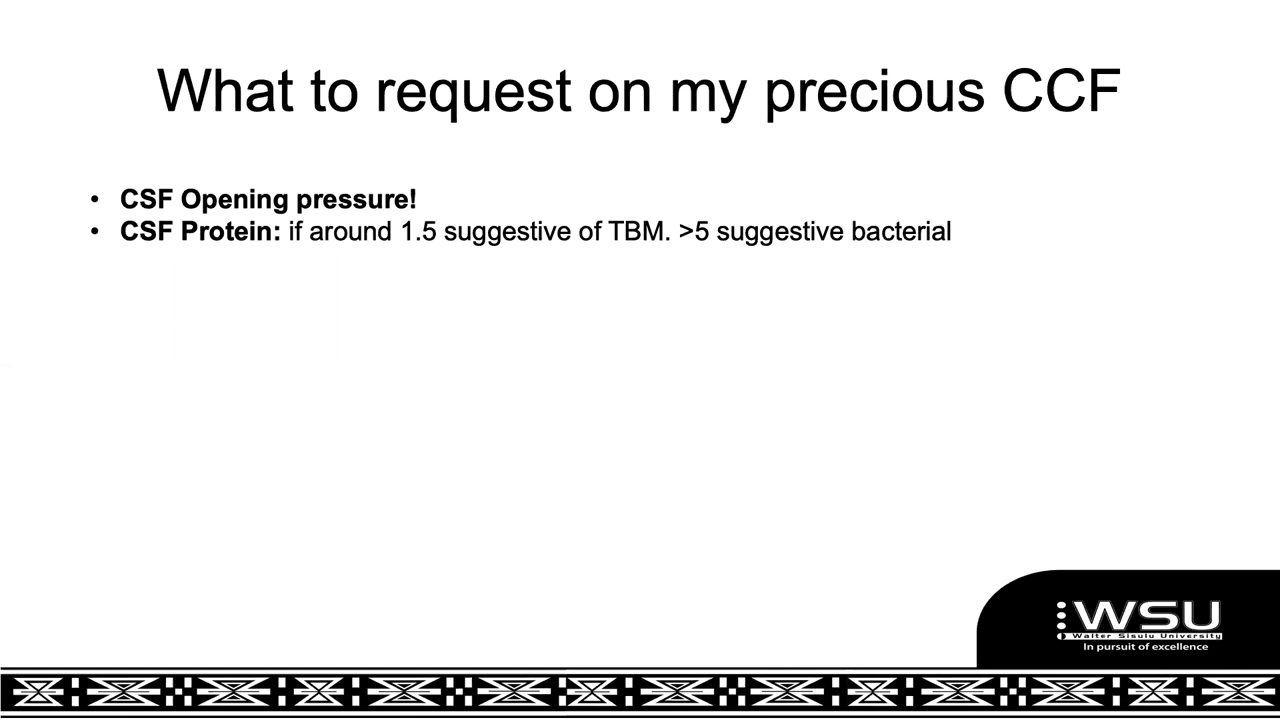 What to request on my precious CCF
• CSF Opening pressure!
• CSF Protein: if around 1.5 suggestive of TBM. >5 suggestive bacterial
WSU
Walter Sisulu University
In pursuit of excellence